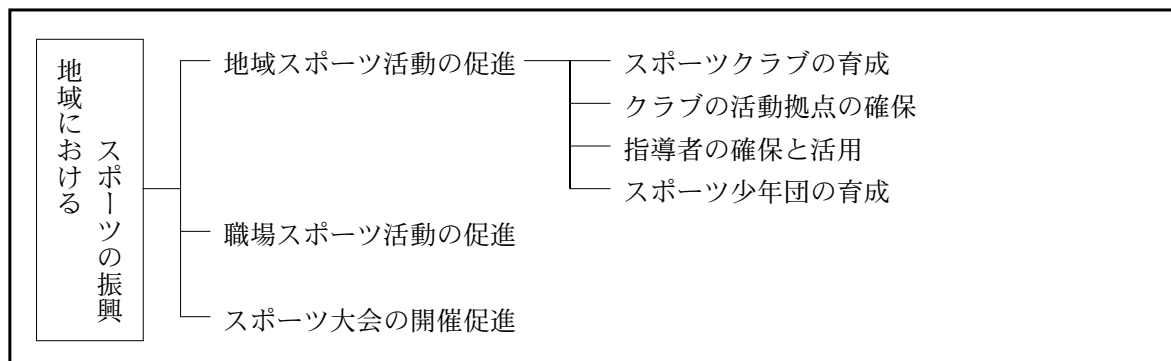 地域における
スポーツの振興
地域スポーツ活動の促進
スポーツクラブの育成
クラブの活動拠点の確保
指導者の確保と活用
スポーツ少年団の育成
職場スポーツ活動の促進
スポーツ大会の開催促進